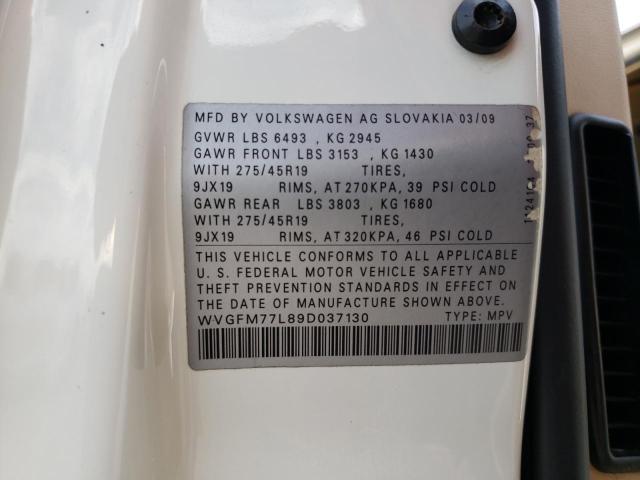 MFD BY VOLKSWAGEN AG SLOVAKIA 03/09
GVWR LBS 6493 , KG 2945
GAWR FRONT LBS 3153 , KG 1430
WITH 275/45R19 TIRES,
9JX19 RIMS, AT 270KPA, 39 PSI COLD
GAWR REAR LBS 3803 , KG 1680
WITH 275/45R19 TIRES,
9JX19 RIMS, AT 320KPA, 46 PSI COLD
THIS VEHICLE CONFORMS TO ALL APPLICABLE
U. S. FEDERAL MOTOR VEHICLE SAFETY AND
THEFT PREVENTION STANDARDS IN EFFECT ON
THE DATE OF MANUFACTURE SHOWN ABOVE.
WVGFM77L89D037130 TYPE: MPV
37